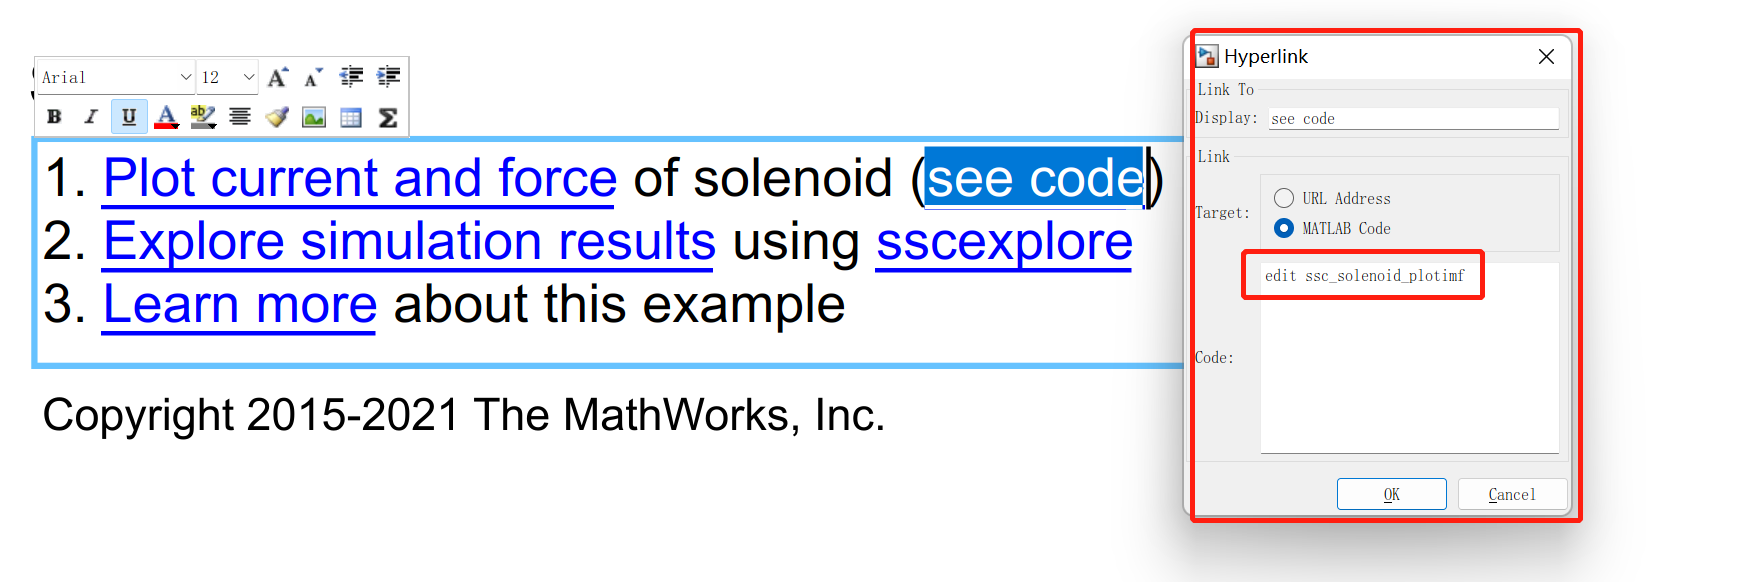 Arial
12
B I U A ab
1. Plot current and force of solenoid (see code)
2. Explore simulation results using sscexplore
3. Learn more about this example
Copyright 2015-2021 The MathWorks, Inc.
Hyperlink
Link To
Display: see code
Link
Target:
URL Address
MATLAB Code
edit ssc_solenoid_plotimf
Code:
OK
Cancel